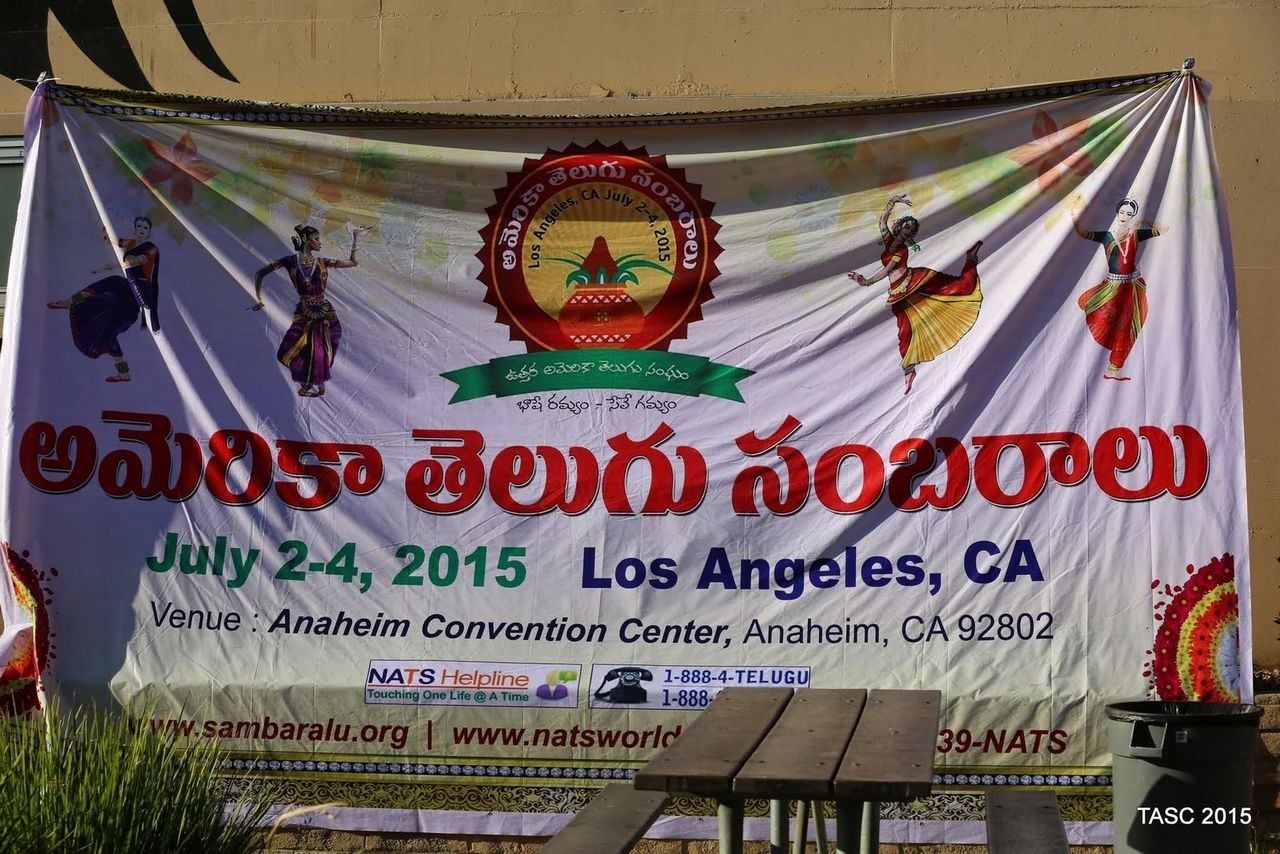 అమెరికా తెలుగు సంబరాలు
Los Angeles, CA July 2-4, 2015
ఉత్తర అమెరికా తెలుగు సంఘం
భాషే రమ్యం - సేవే గమ్యం
అమెరికా తెలుగు సంబరాలు
July 2-4, 2015 Los Angeles, CA
Venue : Anaheim Convention Center, Anaheim, CA 92802
NATS Helpline
Touching One Life @ A Time
1-888-4-TELUGU
1-888-
www.sambaralu.org | www.natsworld 39-NATS
TASC 2015